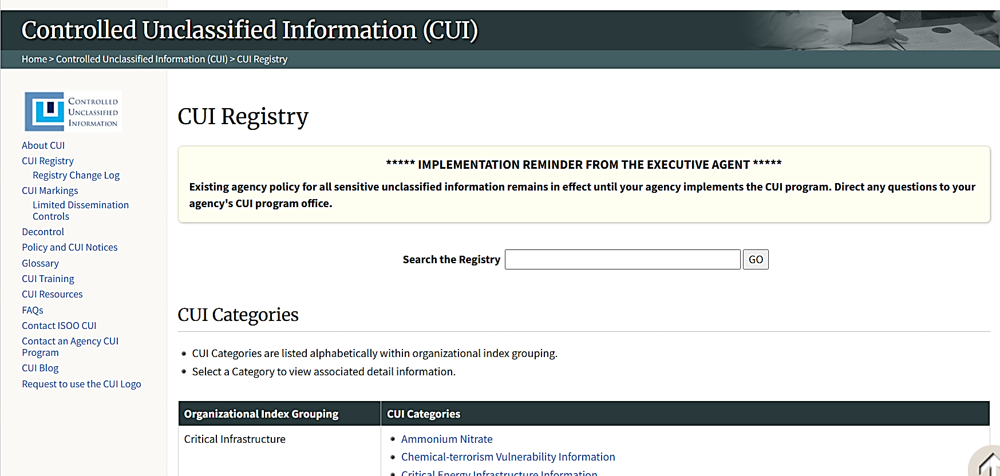 Controlled Unclassified Information (CUI)
Home > Controlled Unclassified Information (CUI) > CUI Registry
CONTROLLED
UNCLASSIFIED
INFORMATION
About CUI
CUI Registry
Registry Change Log
CUI Markings
Limited Dissemination
Controls
Decontrol
Policy and CUI Notices
Glossary
CUI Training
CUI Resources
FAQs
Contact ISOO CUI
Contact an Agency CUI
Program
CUI Blog
Request to use the CUI Logo
CUI Registry
***** IMPLEMENTATION REMINDER FROM THE EXECUTIVE AGENT *****
Existing agency policy for all sensitive unclassified information remains in effect until your agency implements the CUI program. Direct any questions to your
agency's CUI program office.
Search the Registry GO
CUI Categories
CUI Categories are listed alphabetically within organizational index grouping.
Select a Category to view associated detail information.
Organizational Index Grouping CUI Categories
Critical Infrastructure
Ammonium Nitrate
Chemical-terrorism Vulnerability Information
Critical Energy Infrastructure Information